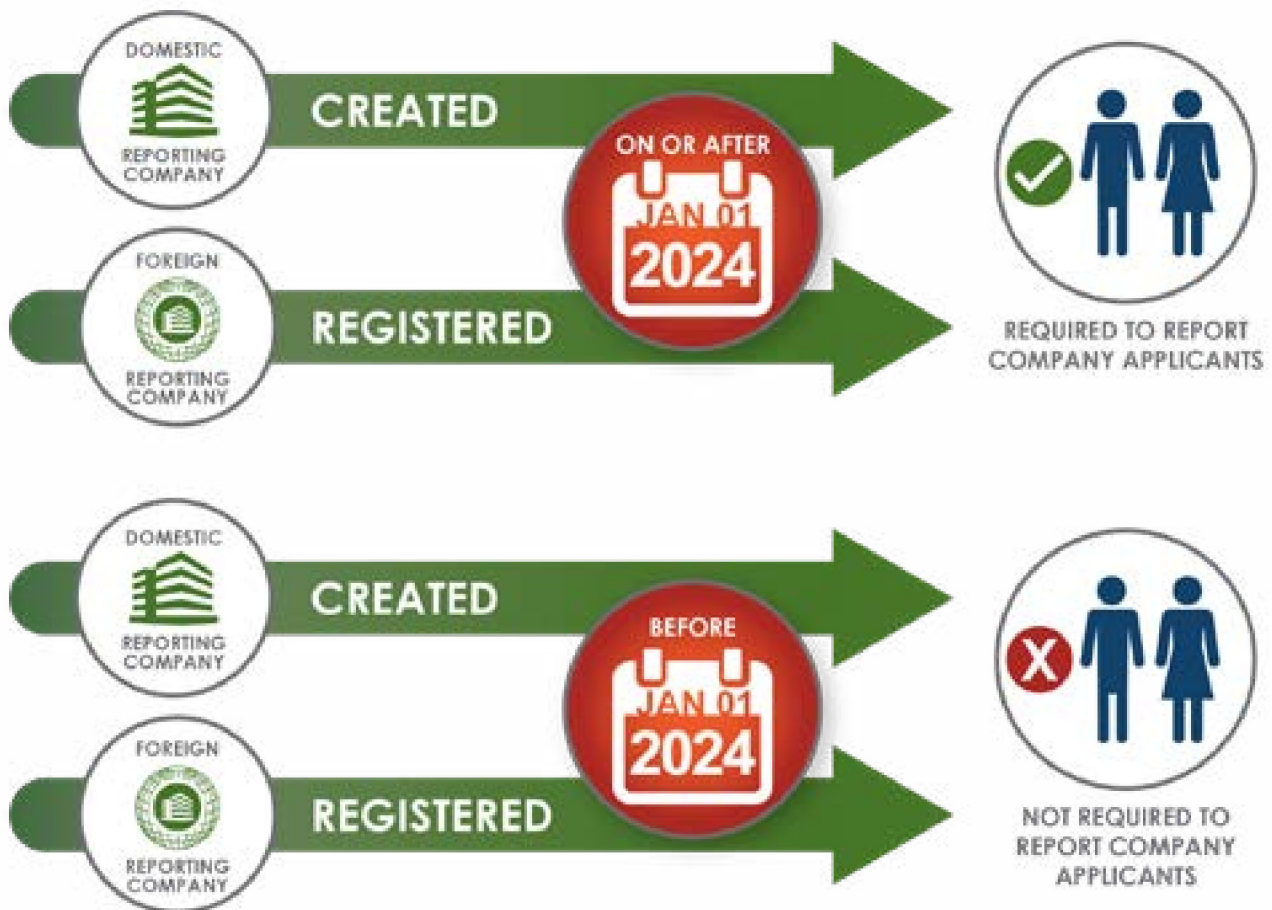 DOMESTIC
REPORTING
COMPANY
CREATED
ON OR AFTER
JAN 01
2024
FOREIGN
REPORTING
COMPANY
REGISTERED
REQUIRED TO REPORT
COMPANY APPLICANTS
DOMESTIC
REPORTING
COMPANY
CREATED
BEFORE
JAN 01
2024
FOREIGN
REPORTING
COMPANY
REGISTERED
X
NOT REQUIRED TO
REPORT COMPANY
APPLICANTS